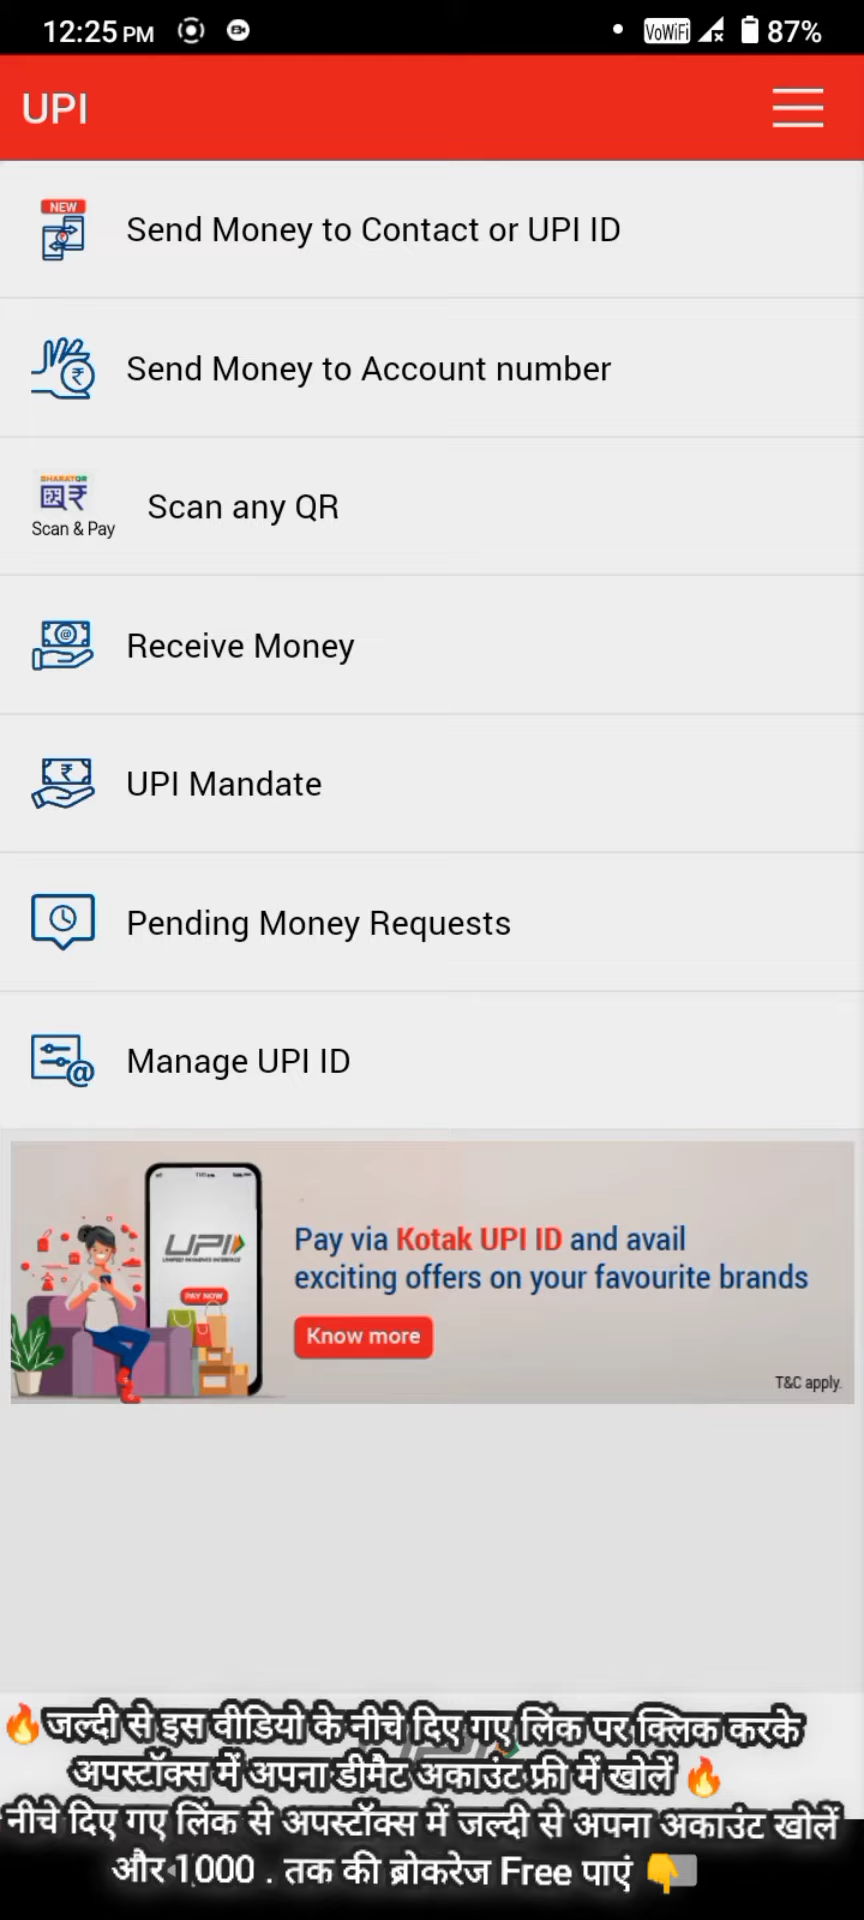 12:25 PM VoWiFi 87%
UPI
NEW
Send Money to Contact or UPI ID
₹
Send Money to Account number
BHARATQR
Scan & Pay
Scan any QR
Receive Money
₹
UPI Mandate
Pending Money Requests
Manage UPI ID
UPI
UNIFIED PAYMENTS INTERFACE
PAY NOW
Pay via Kotak UPI ID and avail
exciting offers on your favourite brands
Know more
T&C apply.
🔥जल्दी से इस वीडियो के नीचे दिए गए लिंक पर क्लिक करके
अपस्टॉक्स में अपना डीमैट अकाउंट फ्री में खोलें 🔥
नीचे दिए गए लिंक से अपस्टॉक्स में जल्दी से अपना अकाउंट खोलें
और 1000 . तक की ब्रोकरेज Free पाएं 👇